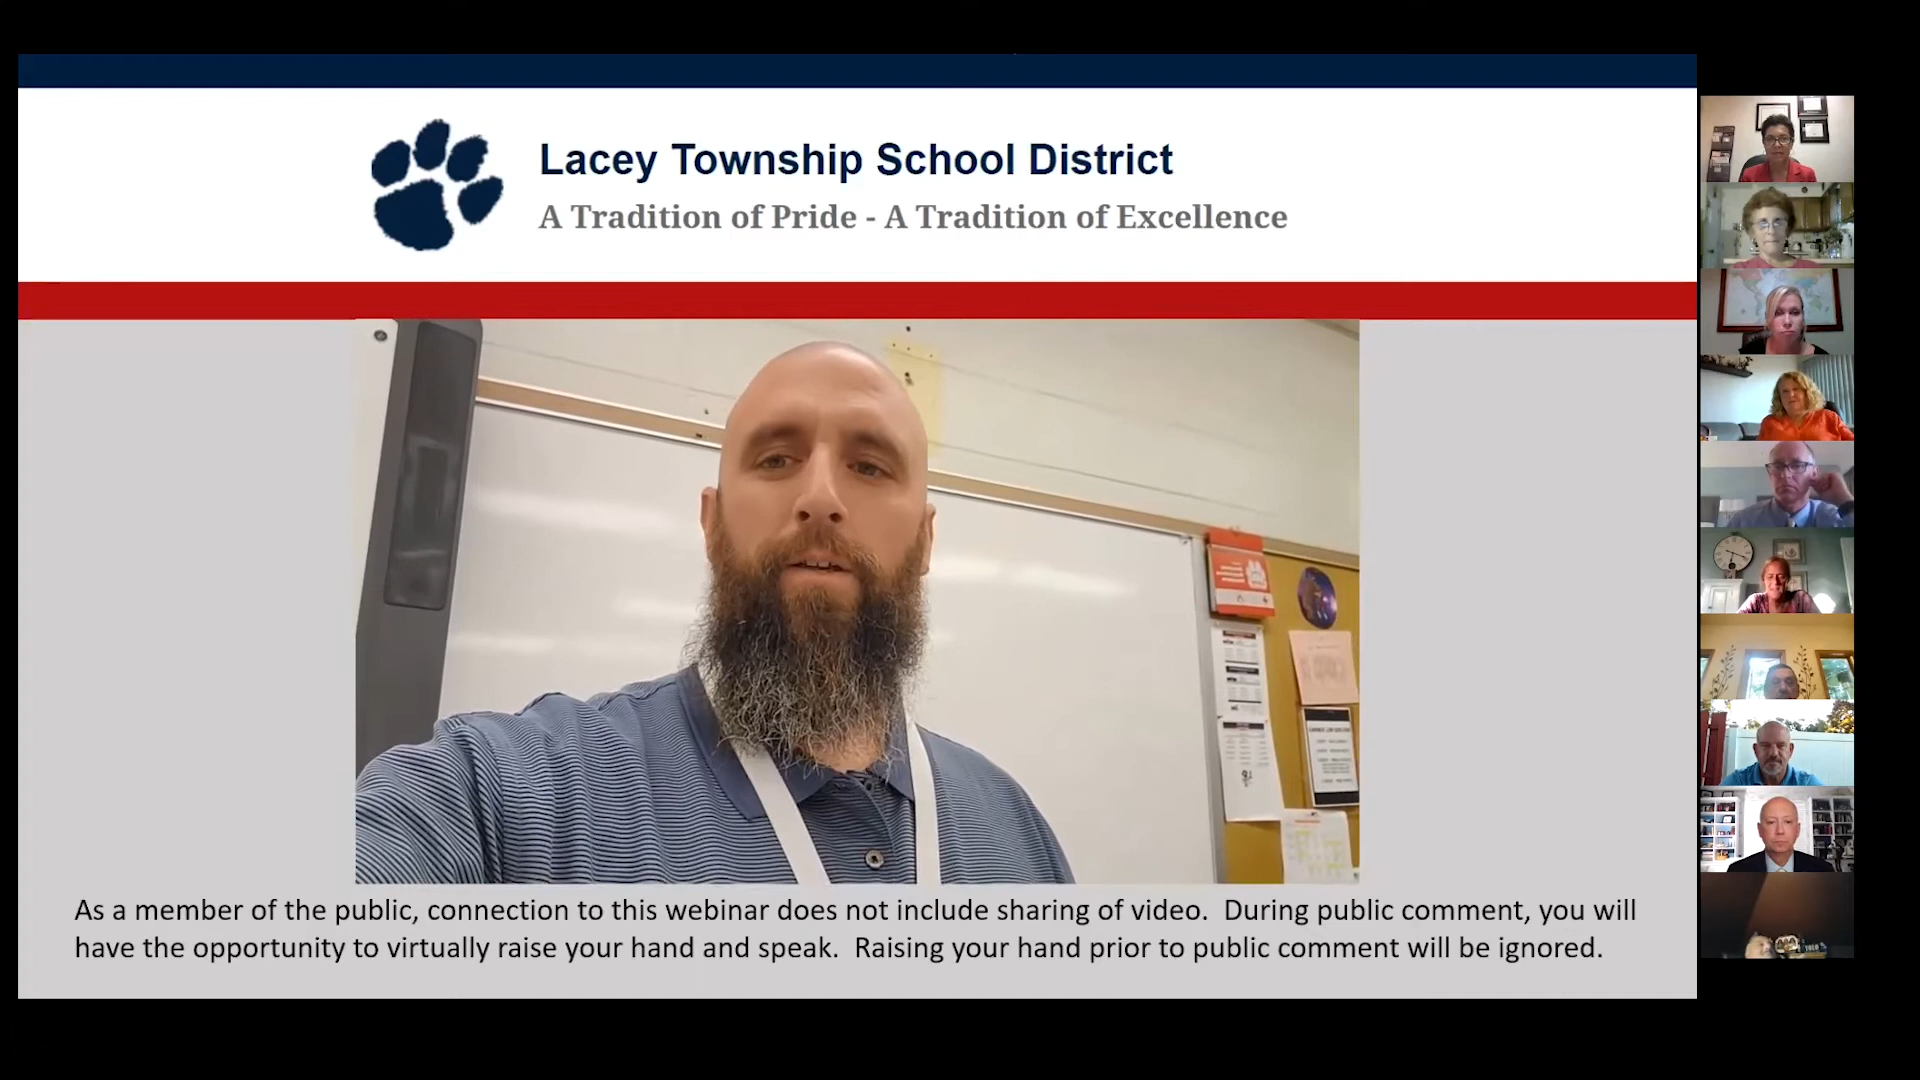 Lacey Township School District
A Tradition of Pride - A Tradition of Excellence
As a member of the public, connection to this webinar does not include sharing of video. During public comment, you will
have the opportunity to virtually raise your hand and speak. Raising your hand prior to public comment will be ignored.